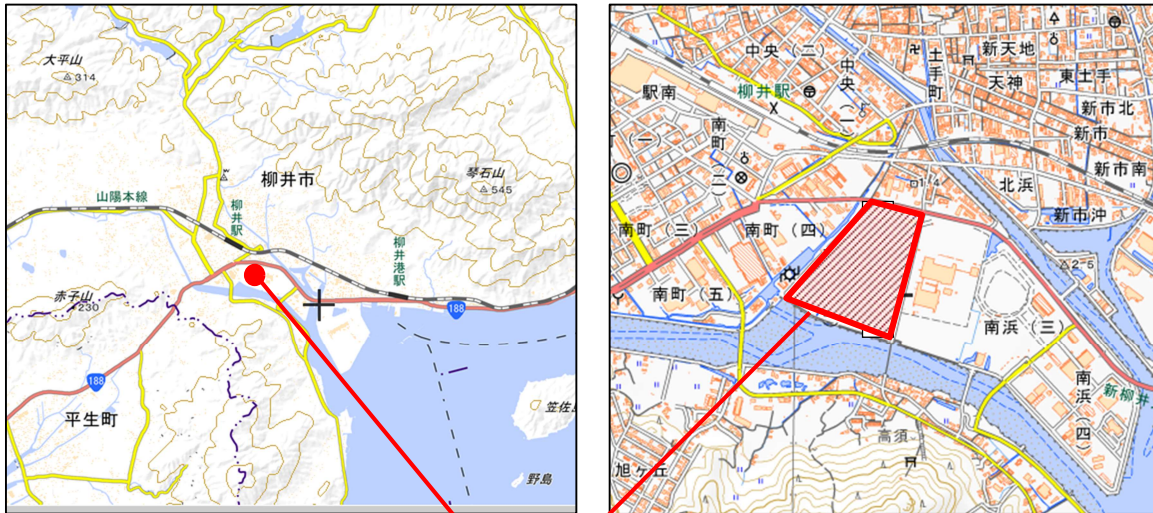 大平山
314
柳井市
琴石山
545
山陽本線
柳井駅
柳井港駅
赤子山
230
188
188
平生町
笠佐島
野島
中央(二)
中央(一)
土手町
新天地
天神
東土手
駅南
柳井駅
新市北
新市
南町(二)
新市南
1.4
北浜
新市沖
南町(三)
南町(四)
2.5
南町(五)
南浜(三)
南浜(四)
新柳井
高須
旭ヶ丘